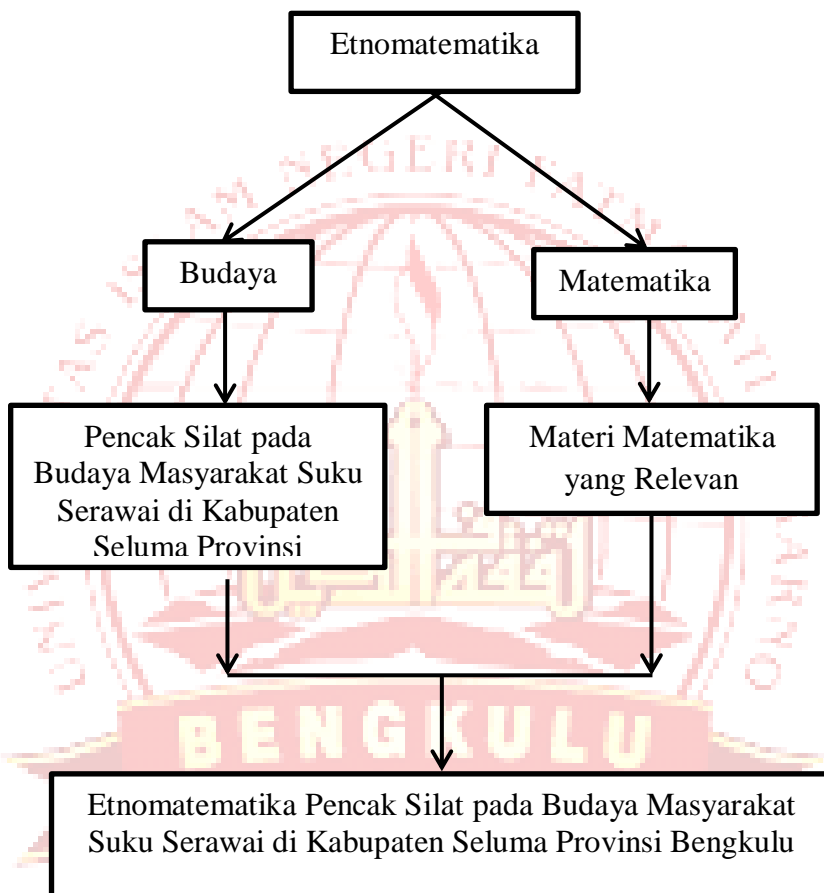 Etnomatematika
Budaya
Matematika
Pencak Silat pada
Budaya Masyarakat Suku
Serawai di Kabupaten
Seluma Provinsi
Materi Matematika
yang Relevan
BENGKULU
Etnomatematika Pencak Silat pada Budaya Masyarakat
Suku Serawai di Kabupaten Seluma Provinsi Bengkulu